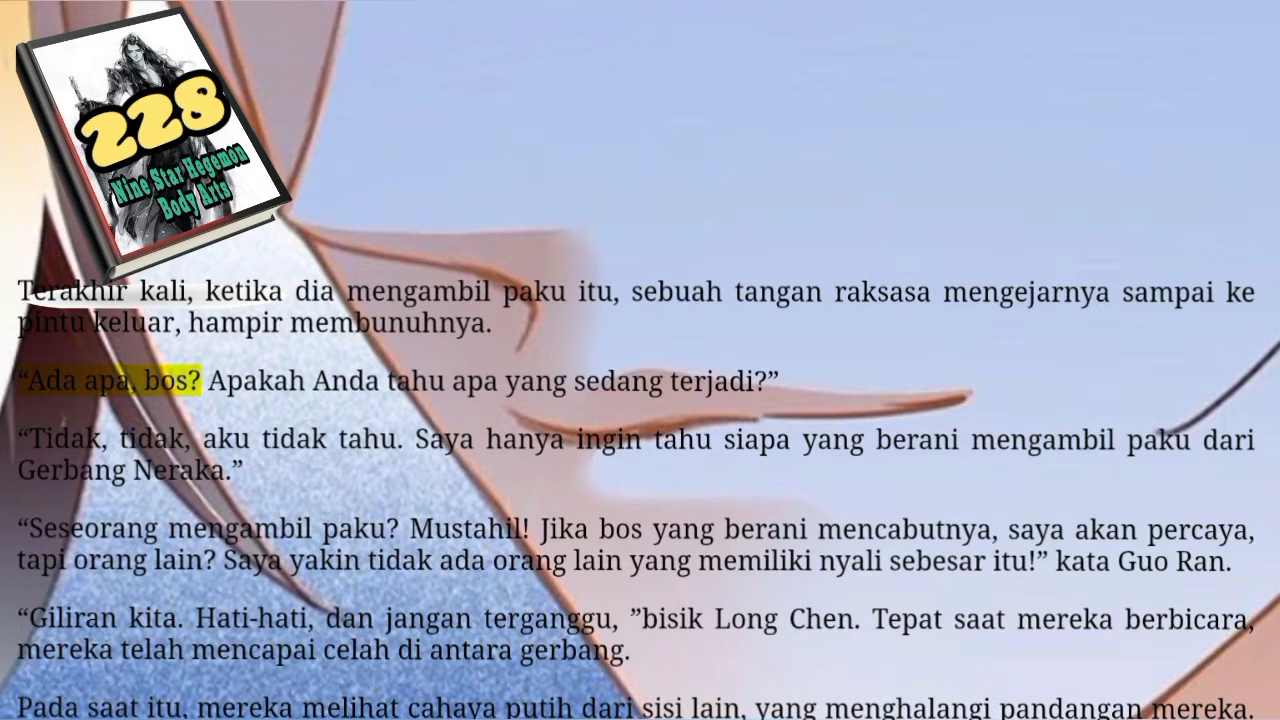 228
Nine Star Hegemon
Body Arts
Terakhir kali, ketika dia mengambil paku itu, sebuah tangan raksasa mengejarnya sampai ke
pintu keluar, hampir membunuhnya.
“Ada apa, bos? Apakah Anda tahu apa yang sedang terjadi?”
“Tidak, tidak, aku tidak tahu. Saya hanya ingin tahu siapa yang berani mengambil paku dari
Gerbang Neraka.”
“Seseorang mengambil paku? Mustahil! Jika bos yang berani mencabutnya, saya akan percaya,
tapi orang lain? Saya yakin tidak ada orang lain yang memiliki nyali sebesar itu!” kata Guo Ran.
“Giliran kita. Hati-hati, dan jangan terganggu, ”bisik Long Chen. Tepat saat mereka berbicara,
mereka telah mencapai celah di antara gerbang.
Pada saat itu, mereka melihat cahaya putih dari sisi lain, yang menghalangi pandangan mereka.